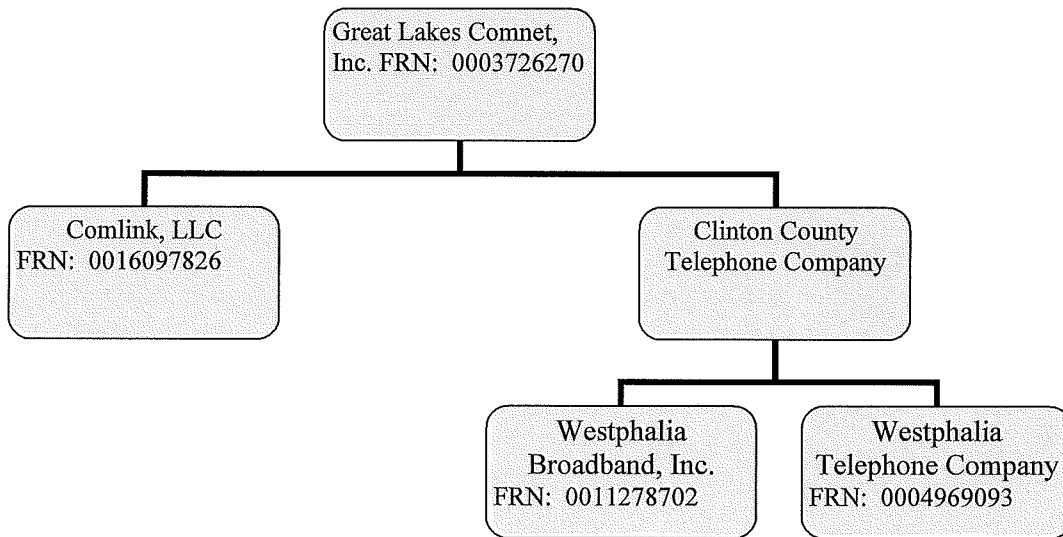 Great Lakes Comnet,
Inc. FRN: 0003726270
Comlink, LLC
FRN: 0016097826
Clinton County
Telephone Company
Westphalia
Broadband, Inc.
FRN: 0011278702
Westphalia
Telephone Company
FRN: 0004969093